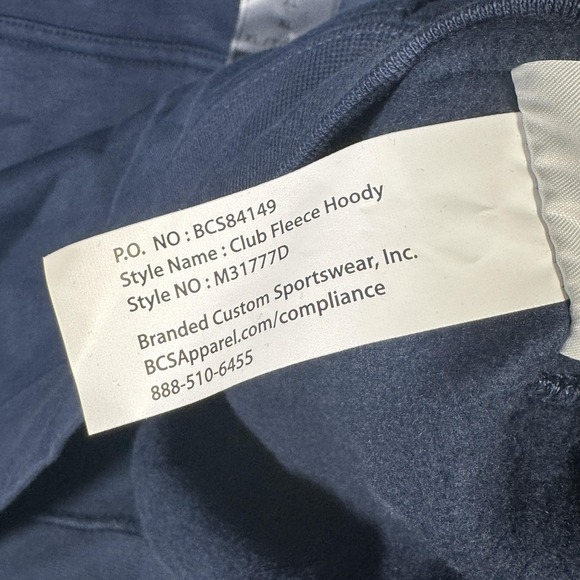 P.O. NO : BCS84149
Style Name : Club Fleece Hoody
Style NO : M31777D
Branded Custom Sportswear, Inc.
BCSApparel.com/compliance
888-510-6455